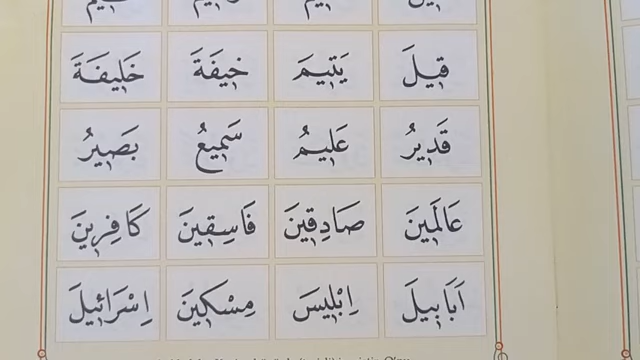 قِيلَ يَتِيمَ خِيفَةَ خَلِيفَةَ
قَدِيرُ عَلِيمُ سَمِيعُ بَصِيرُ
عَالَمِينَ صَادِقِينَ فَاسِقِينَ كَافِرِينَ
اَبَابِيلَ اِبْلِيسَ مِسْكِينَ اِسْرَائِيلَ